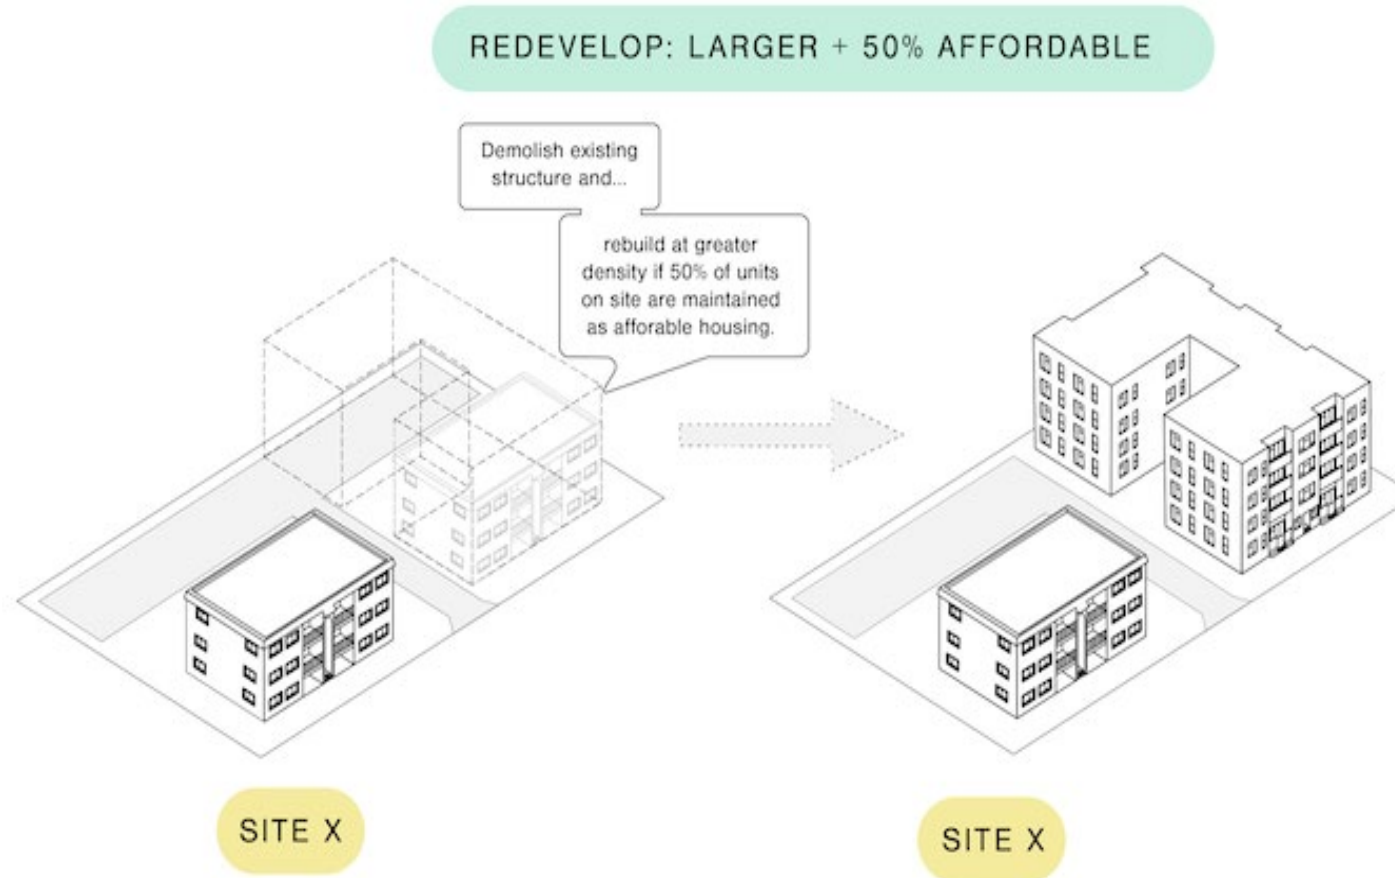 REDEVELOP: LARGER + 50% AFFORDABLE
Demolish existing
structure and...
rebuild at greater
density if 50% of units
on site are maintained
as afforable housing.
SITE X
SITE X